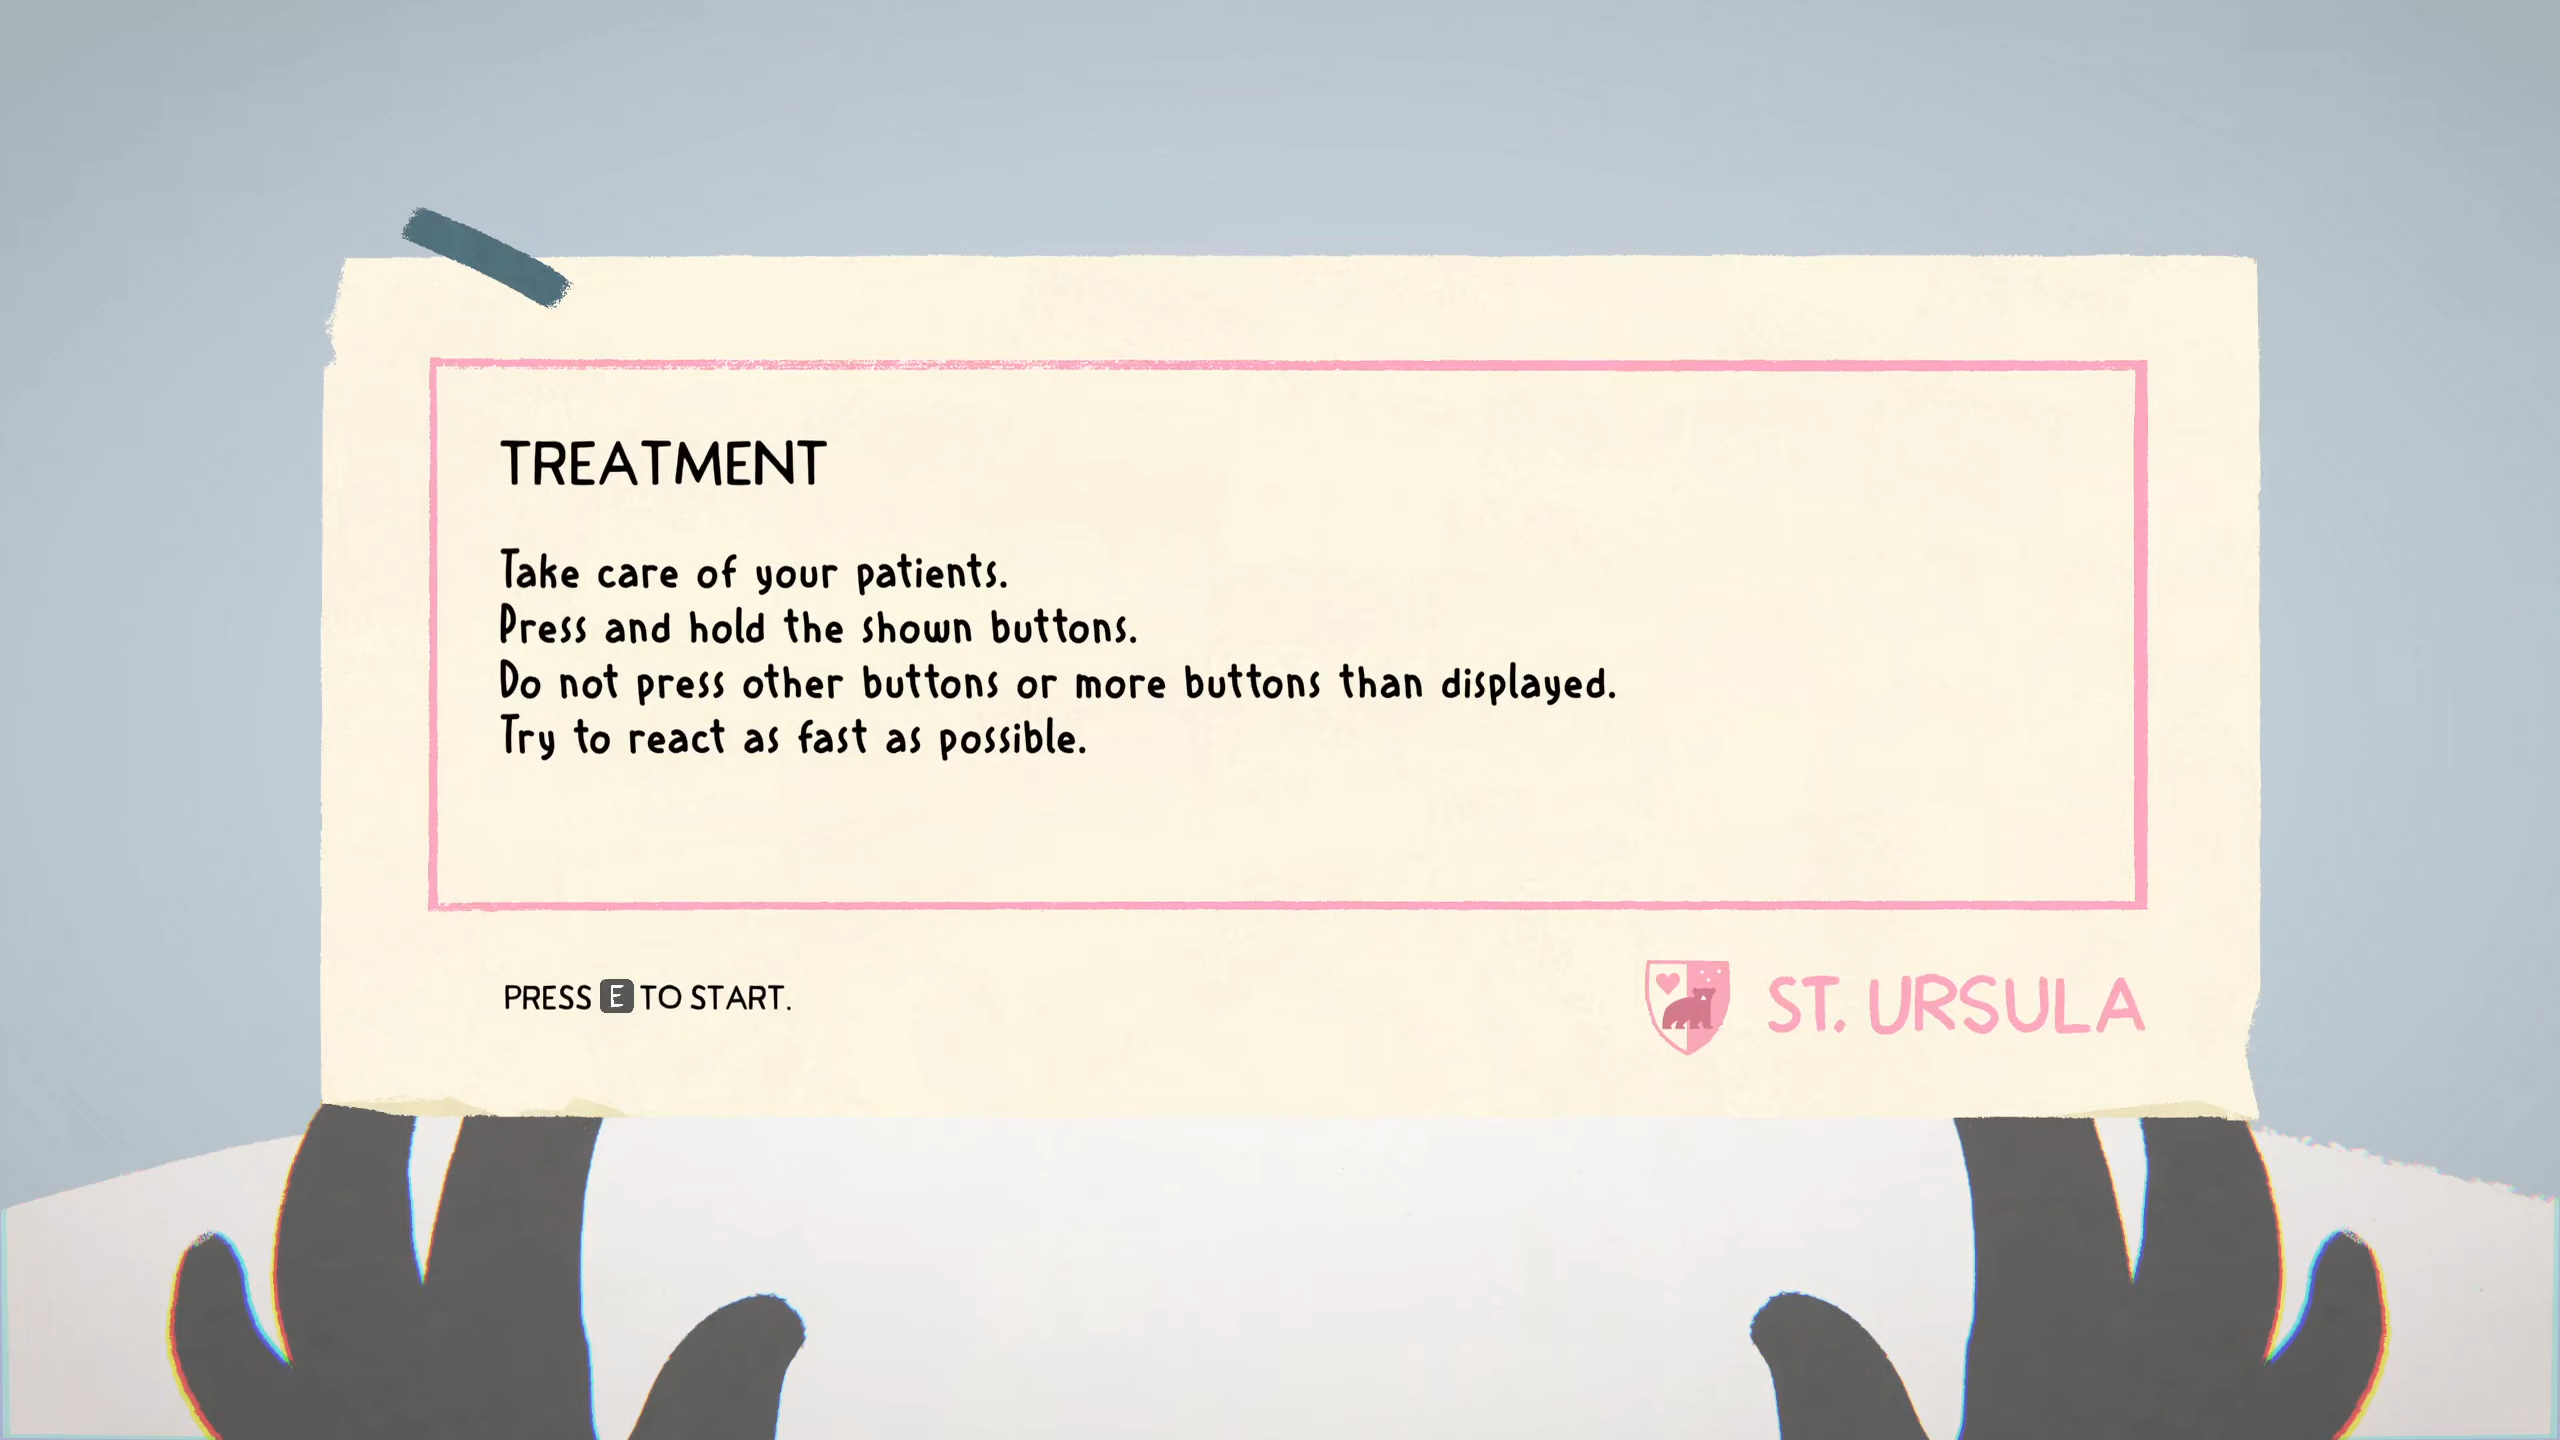 TREATMENT
Take care of your patients.
Press and hold the shown buttons.
Do not press other buttons or more buttons than displayed.
Try to react as fast as possible.
PRESS E TO START.
ST. URSULA